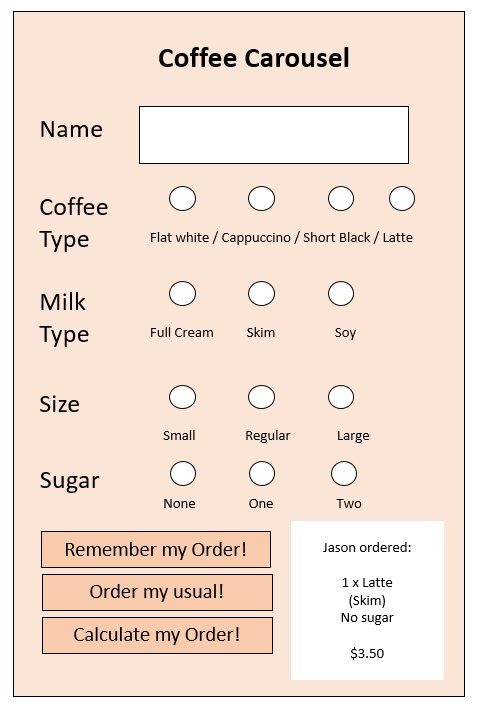 Coffee Carousel
Name
Coffee
Type
Flat white / Cappuccino / Short Black / Latte
Milk
Type
Full Cream Skim Soy
Size
Small Regular Large
Sugar
None One Two
Remember my Order!
Order my usual!
Calculate my Order!
Jason ordered:
1 x Latte
(Skim)
No sugar
$3.50